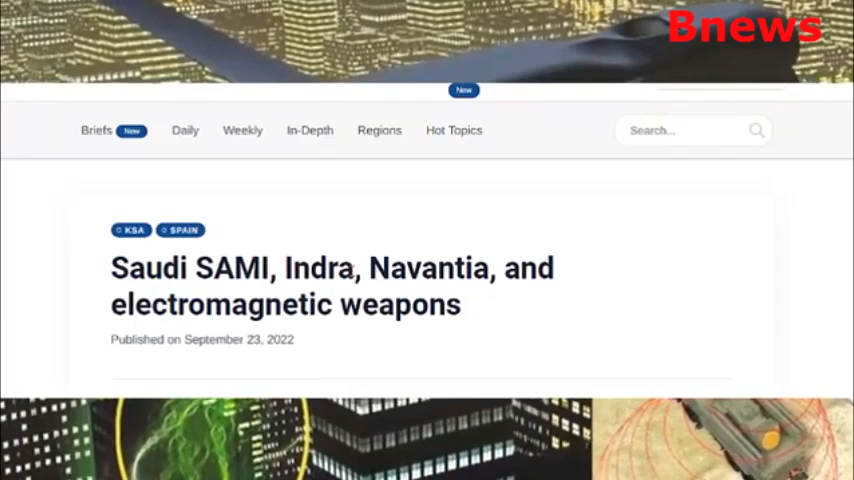 Bnews
New
Briefs New Daily Weekly In-Depth Regions Hot Topics Search...
KSA SPAIN
Saudi SAMI, Indra, Navantia, and
electromagnetic weapons
Published on September 23, 2022